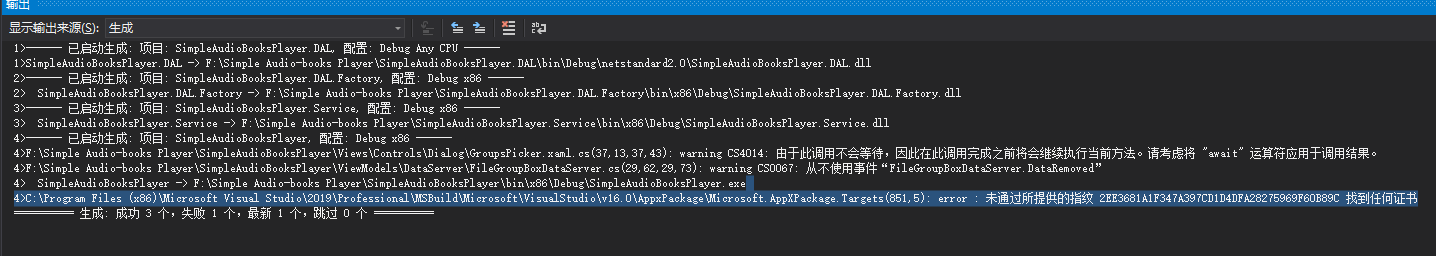 输出
显示输出来源(S): 生成
1>------ 已启动生成: 项目: SimpleAudioBooksPlayer.DAL, 配置: Debug Any CPU ------
1>SimpleAudioBooksPlayer.DAL -> F:\Simple Audio-books Player\SimpleAudioBooksPlayer.DAL\bin\Debug\netstandard2.0\SimpleAudioBooksPlayer.DAL.dll
2>------ 已启动生成: 项目: SimpleAudioBooksPlayer.DAL.Factory, 配置: Debug x86 ------
2>  SimpleAudioBooksPlayer.DAL.Factory -> F:\Simple Audio-books Player\SimpleAudioBooksPlayer.DAL.Factory\bin\x86\Debug\SimpleAudioBooksPlayer.DAL.Factory.dll
3>------ 已启动生成: 项目: SimpleAudioBooksPlayer.Service, 配置: Debug x86 ------
3>  SimpleAudioBooksPlayer.Service -> F:\Simple Audio-books Player\SimpleAudioBooksPlayer.Service\bin\x86\Debug\SimpleAudioBooksPlayer.Service.dll
4>------ 已启动生成: 项目: SimpleAudioBooksPlayer, 配置: Debug x86 ------
4>F:\Simple Audio-books Player\SimpleAudioBooksPlayer\Views\Controls\Dialog\GroupsPicker.xaml.cs(37,13,37,43): warning CS4014: 由于此调用不会等待，因此在此调用完成之前将会继续执行当前方法。请考虑将 "await" 运算符应用于调用结果。
4>F:\Simple Audio-books Player\SimpleAudioBooksPlayer\ViewModels\DataServer\FileGroupBoxDataServer.cs(29,62,29,73): warning CS0067: 从不使用事件“FileGroupBoxDataServer.DataRemoved”
4>  SimpleAudioBooksPlayer -> F:\Simple Audio-books Player\SimpleAudioBooksPlayer\bin\x86\Debug\SimpleAudioBooksPlayer.exe
4>C:\Program Files (x86)\Microsoft Visual Studio\2019\Professional\MSBuild\Microsoft\VisualStudio\v16.0\AppxPackage\Microsoft.AppXPackage.Targets(851,5): error : 未通过所提供的指纹 2EE3681A1F347A397CD1D4DFA28275969F60B89C 找到任何证书
========== 生成: 成功 3 个，失败 1 个，最新 1 个，跳过 0 个 ==========